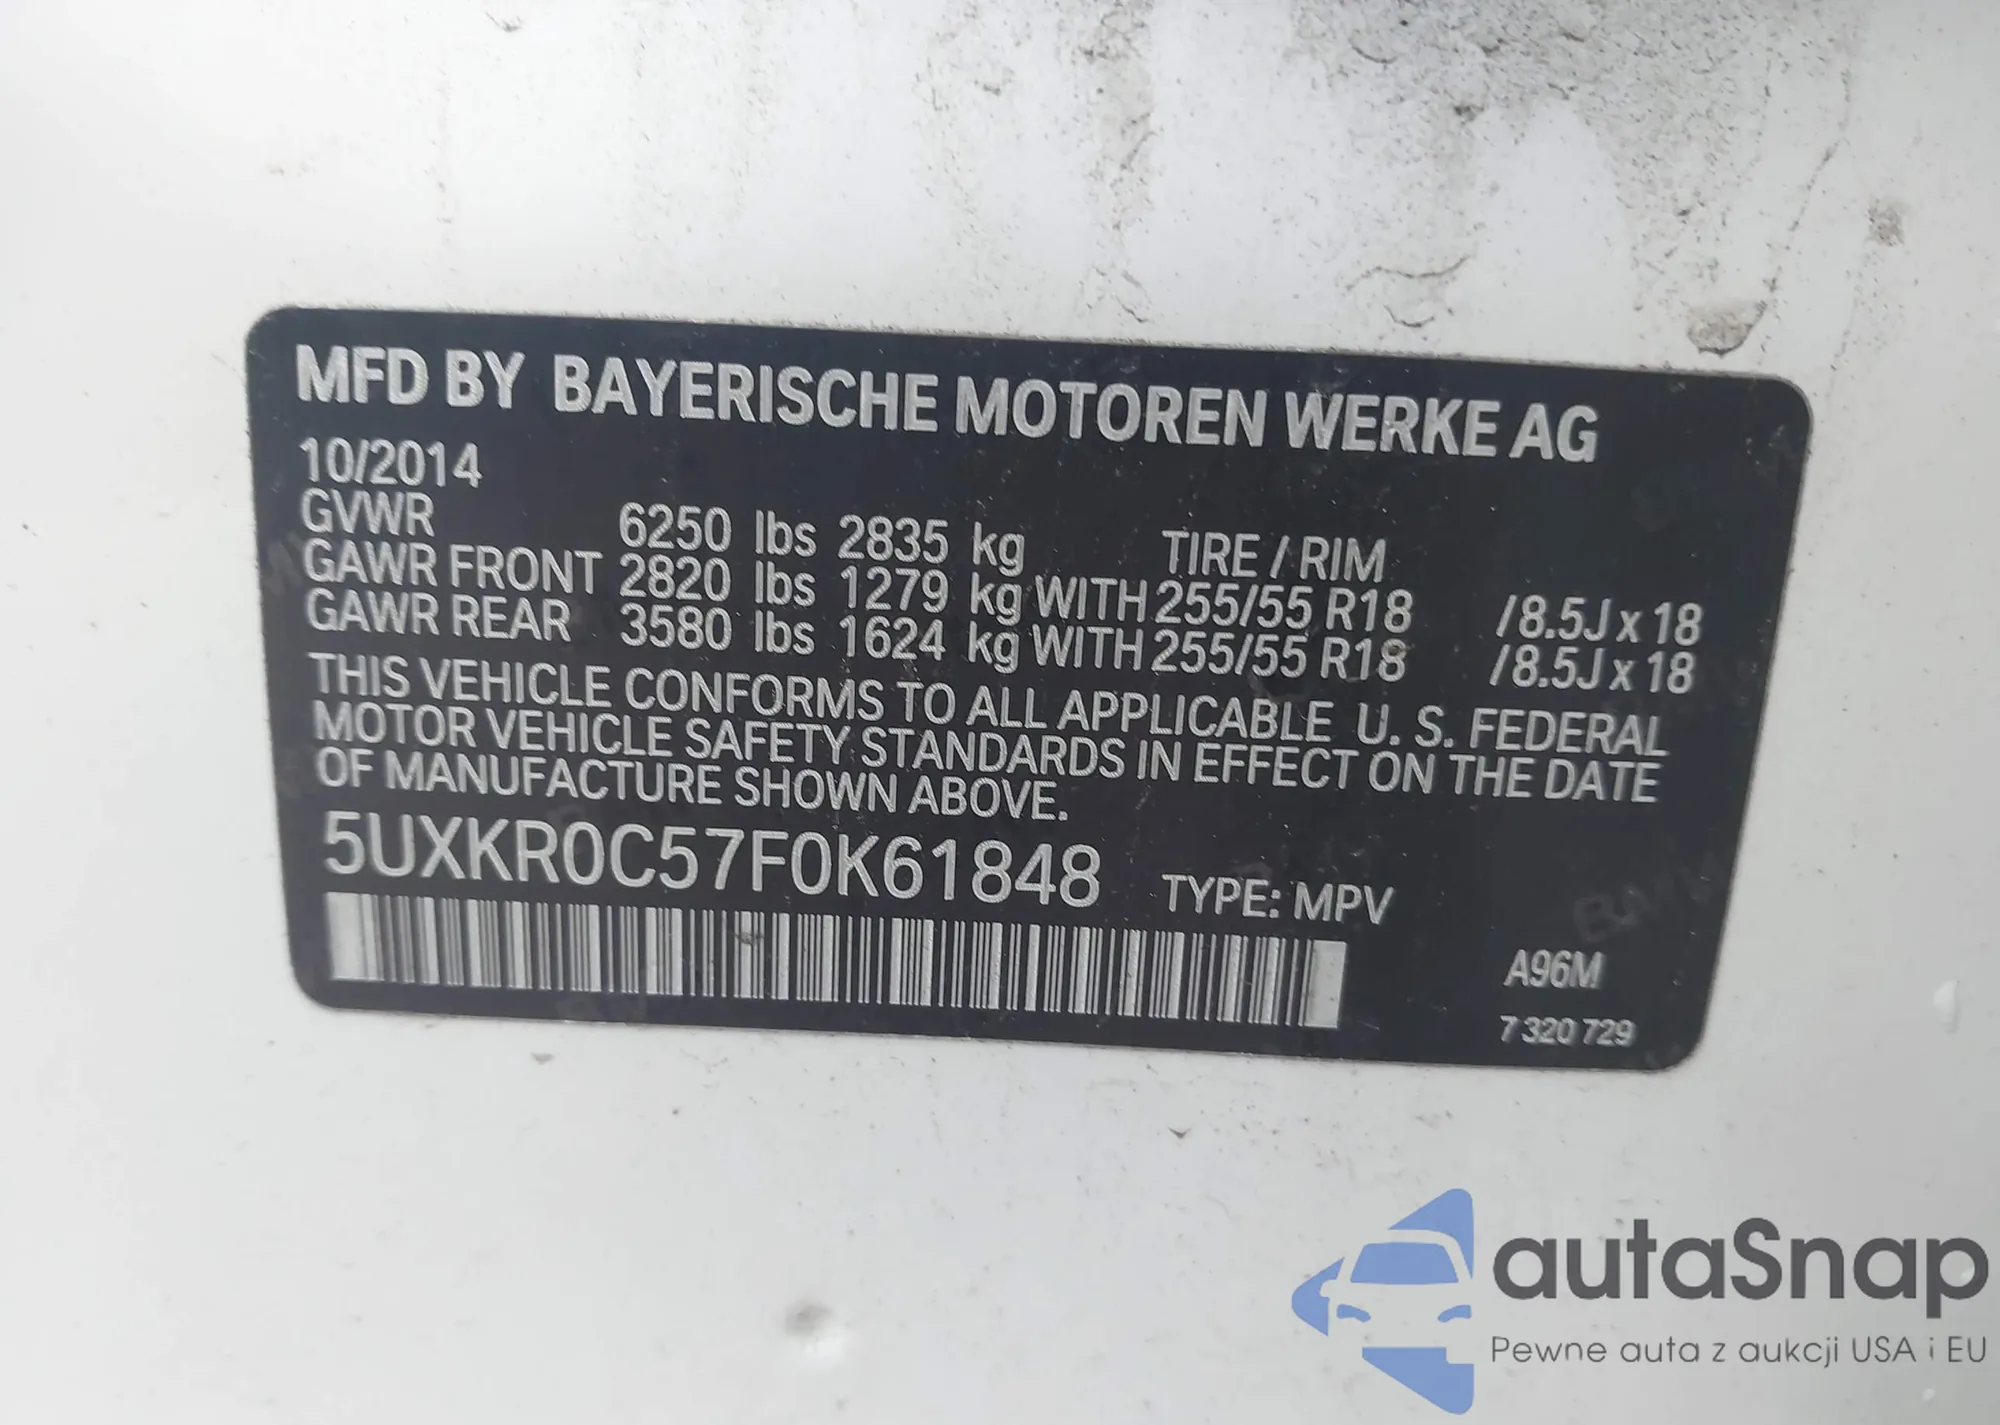 MFD BY BAYERISCHE MOTOREN WERKE AG
10/2014
GVWR 6250 lbs 2835 kg TIRE / RIM
GAWR FRONT 2820 lbs 1279 kg WITH 255/55 R18 /8.5J x 18
GAWR REAR 3580 lbs 1624 kg WITH 255/55 R18 /8.5J x 18
THIS VEHICLE CONFORMS TO ALL APPLICABLE U. S. FEDERAL
MOTOR VEHICLE SAFETY STANDARDS IN EFFECT ON THE DATE
OF MANUFACTURE SHOWN ABOVE.
5UXKR0C57F0K61848 TYPE: MPV
A96M
7 320 729
autaSnap
Pewne auta z aukcji USA i EU